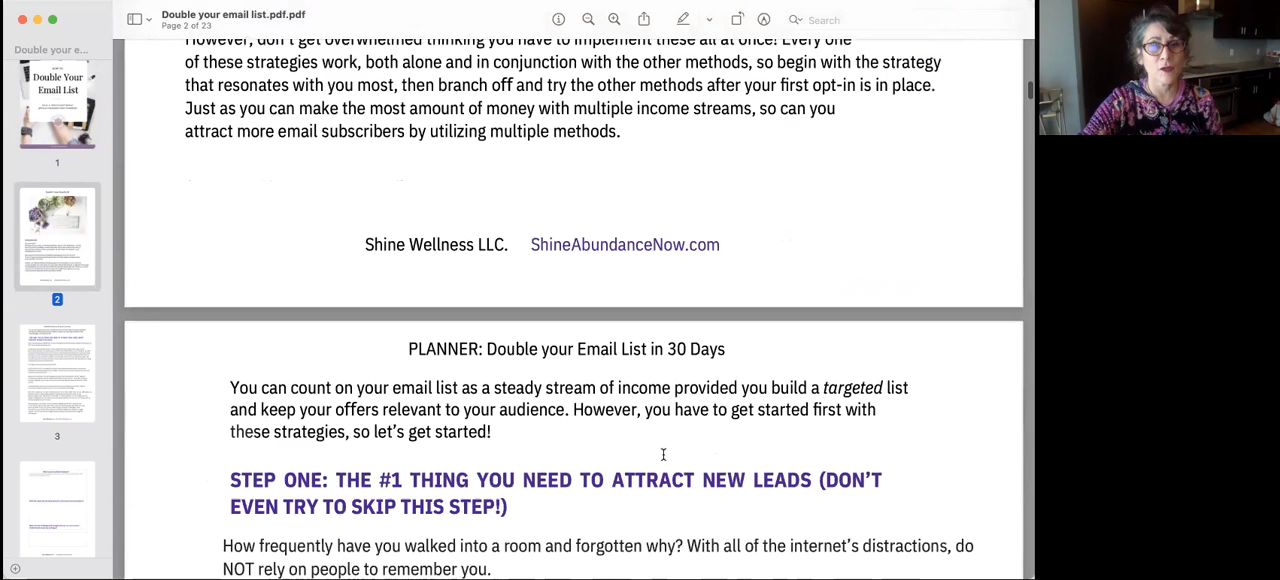 Double your email list.pdf.pdf
Page 2 of 23
Search
Double your e...
Double Your
Email List
1
2
3
However, don't get overwhelmed thinking you have to implement these all at once! Every one
of these strategies work, both alone and in conjunction with the other methods, so begin with the strategy
that resonates with you most, then branch off and try the other methods after your first opt-in is in place.
Just as you can make the most amount of money with multiple income streams, so can you
attract more email subscribers by utilizing multiple methods.
Shine Wellness LLC. ShineAbundanceNow.com
PLANNER: Double your Email List in 30 Days
You can count on your email list as a steady stream of income provided you build a targeted list
and keep your offers relevant to your audience. However, you have to get started first with
these strategies, so let's get started!
STEP ONE: THE #1 THING YOU NEED TO ATTRACT NEW LEADS (DON'T
EVEN TRY TO SKIP THIS STEP!)
How frequently have you walked into a room and forgotten why? With all of the internet's distractions, do
NOT rely on people to remember you.